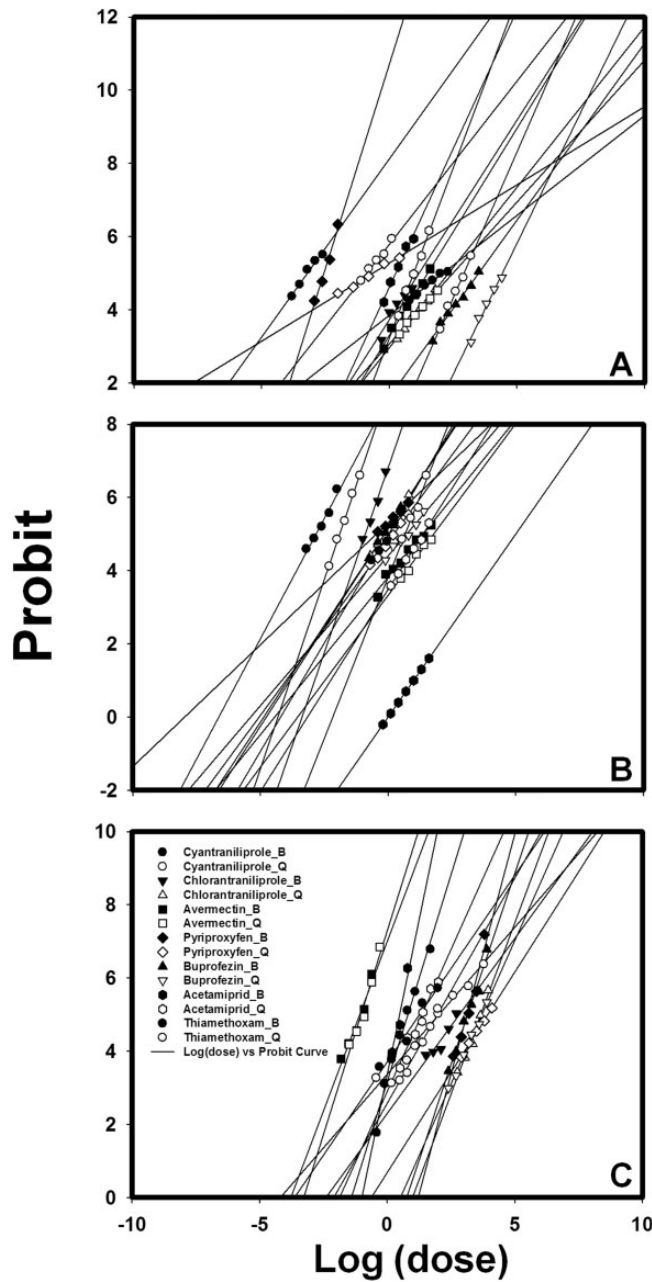 12
10
8
6
4
2
A
8
6
4
2
0
-2
B
Probit
10
8
6
4
2
0
Cyantraniliprole_B
Cyantraniliprole_Q
Chlorantraniliprole_B
Chlorantraniliprole_Q
Avermectin_B
Avermectin_Q
Pyriproxyfen_B
Pyriproxyfen_Q
Buprofezin_B
Buprofezin_Q
Acetamiprid_B
Acetamiprid_Q
Thiamethoxam_B
Thiamethoxam_Q
Log(dose) vs Probit Curve
C
-10 -5 0 5 10
Log (dose)